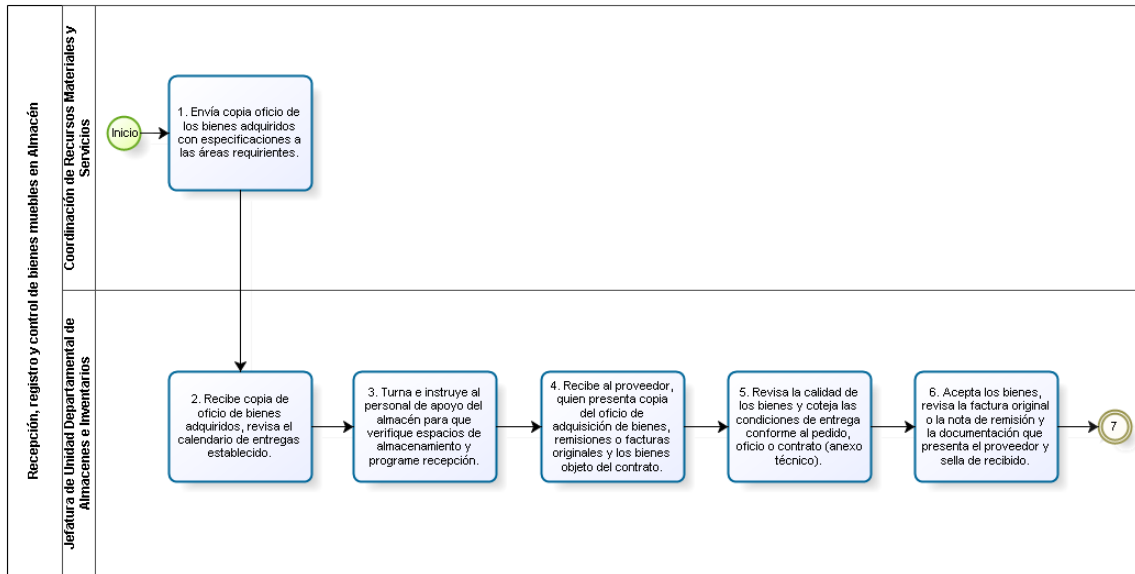 Recepción, registro y control de bienes muebles en Almacén
Coordinación de Recursos Materiales y
Servicios
Inicio
1. Envía copia oficio de
los bienes adquiridos
con especificaciones a
las áreas requirientes.
Jefatura de Unidad Departamental de
Almacenes e Inventarios
2. Recibe copia de
oficio de bienes
adquiridos, revisa el
calendario de entregas
establecido.
3. Turna e instruye al
personal de apoyo del
almacén para que
verifique espacios de
almacenamiento y
programe recepción.
4. Recibe al proveedor,
quien presenta copia
del oficio de
adquisición de bienes,
remisiones o facturas
originales y los bienes
objeto del contrato.
5. Revisa la calidad de
los bienes y coteja las
condiciones de entrega
conforme al pedido,
oficio o contrato (anexo
técnico).
6. Acepta los bienes,
revisa la factura original
o la nota de remisión y
la documentación que
presenta el proveedor y
sella de recibido.
7